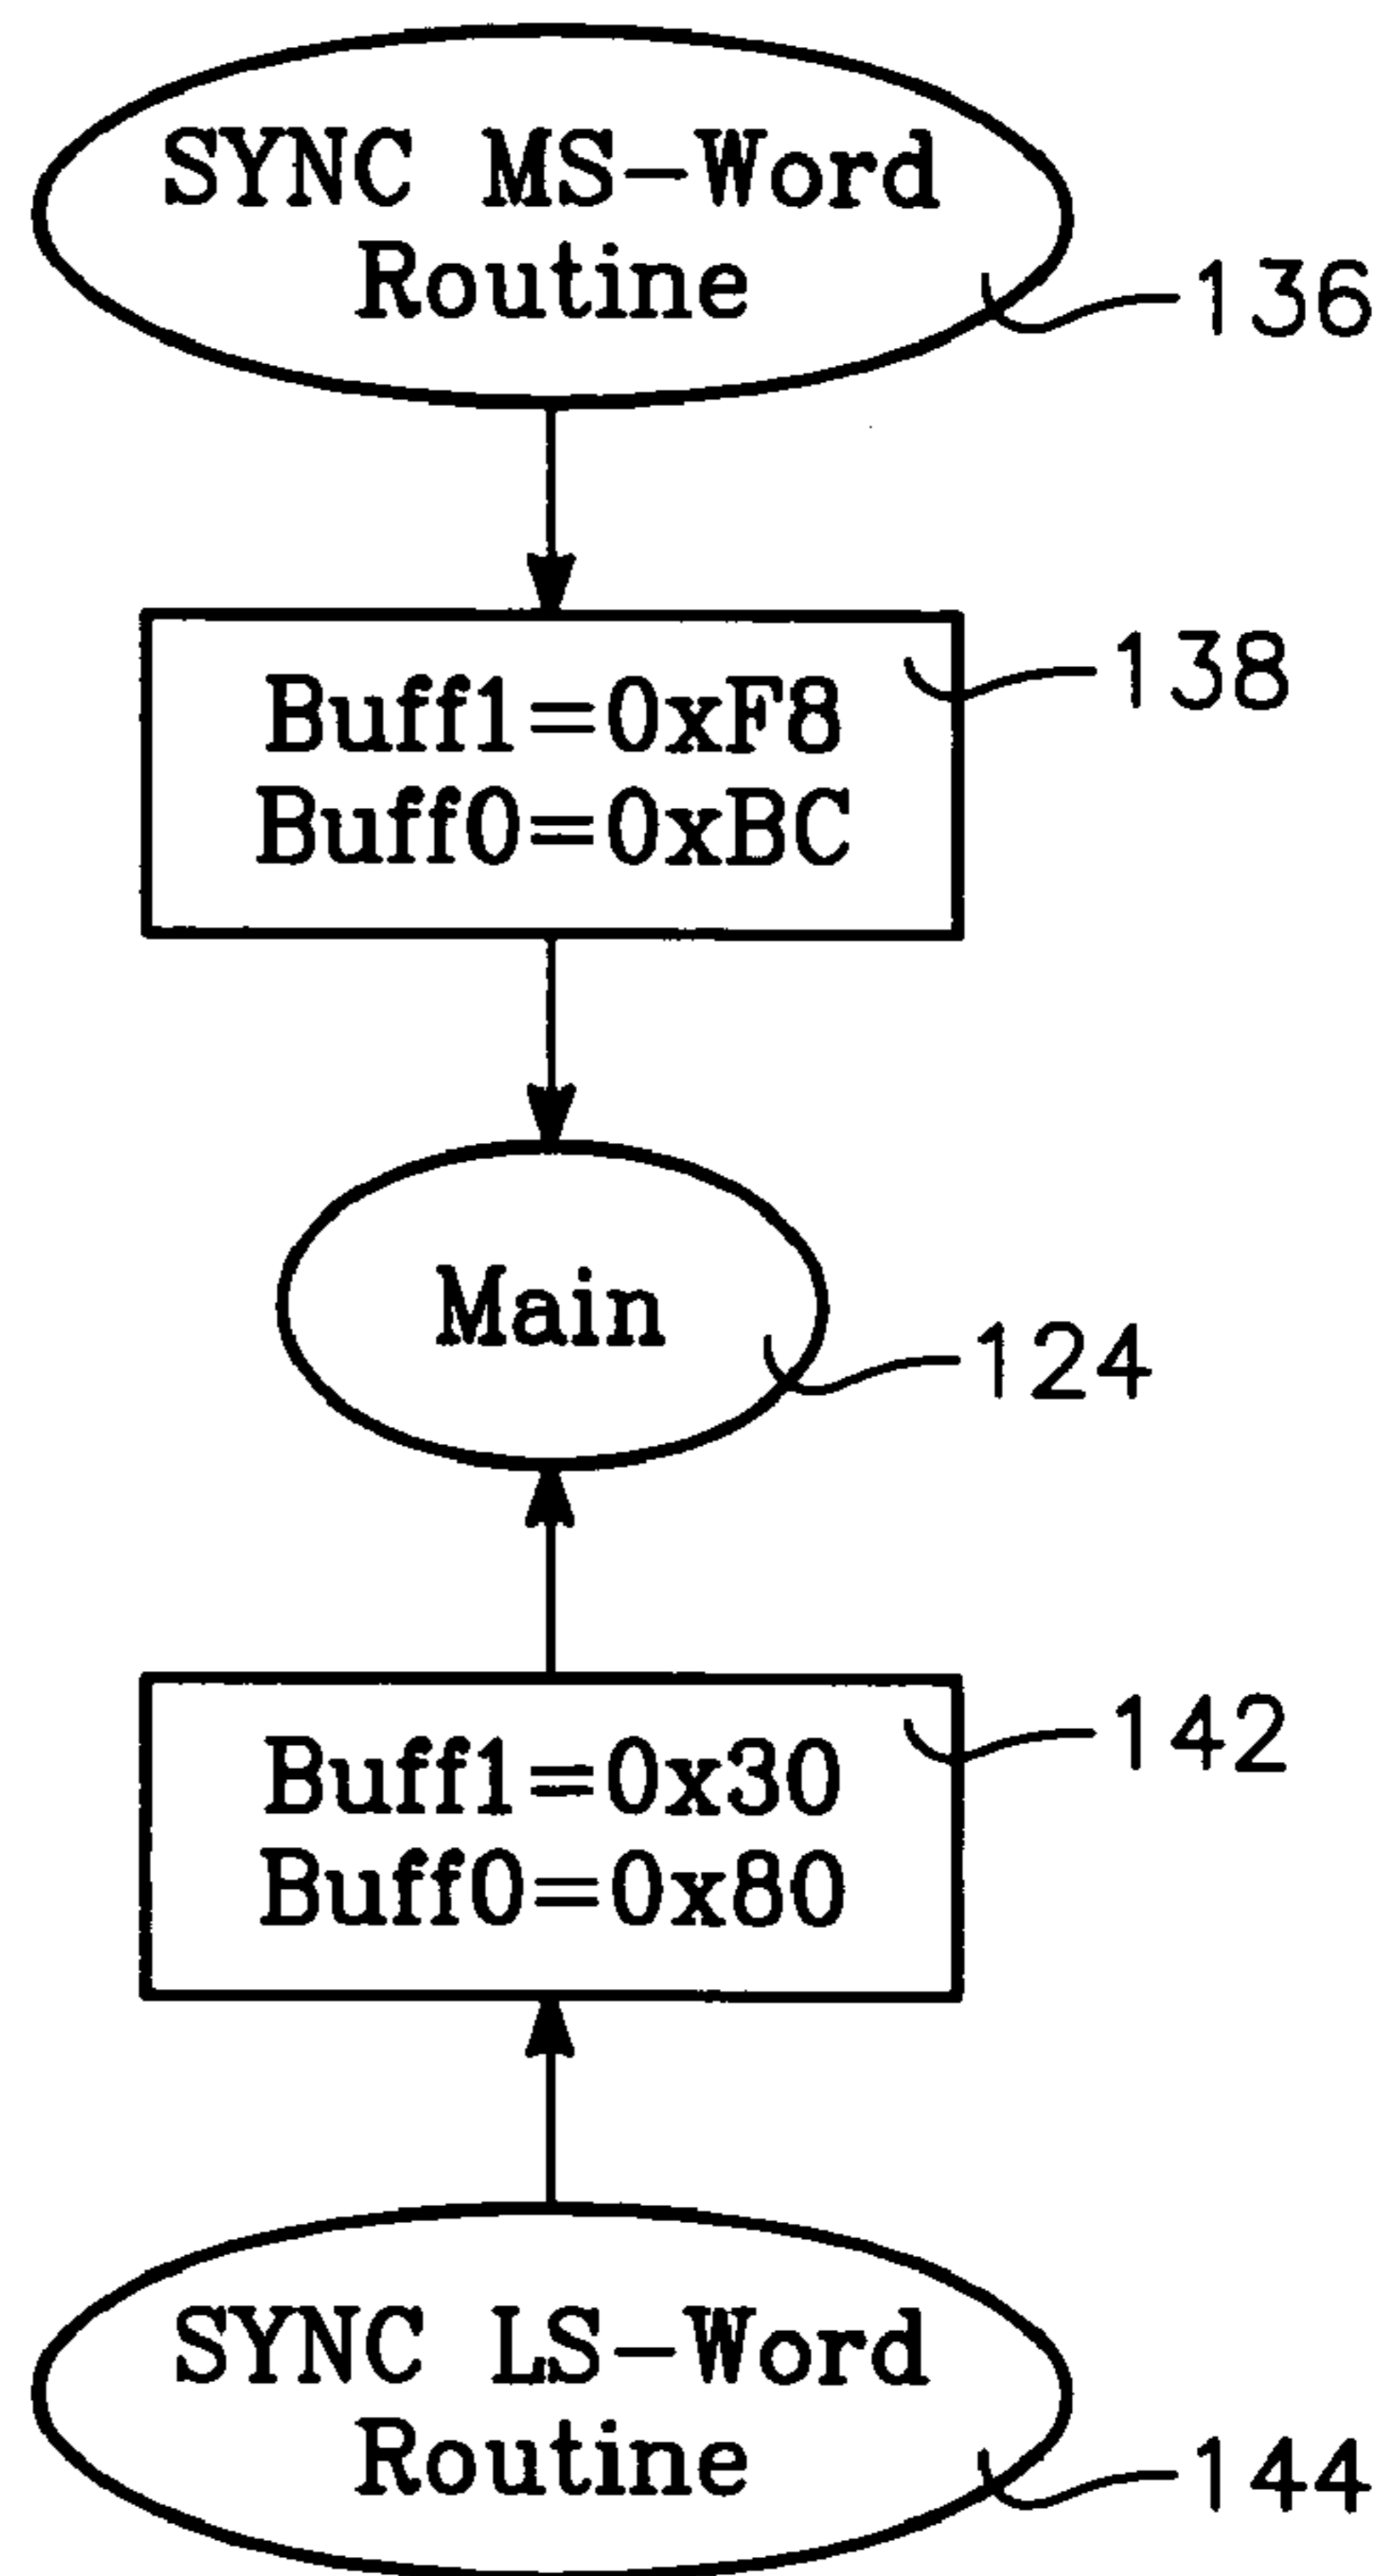 SYNC MS-Word
Routine
136
Buff1=0xF8
Buff0=0xBC
138
Main
124
Buff1=0x30
Buff0=0x80
142
SYNC LS-Word
Routine
144